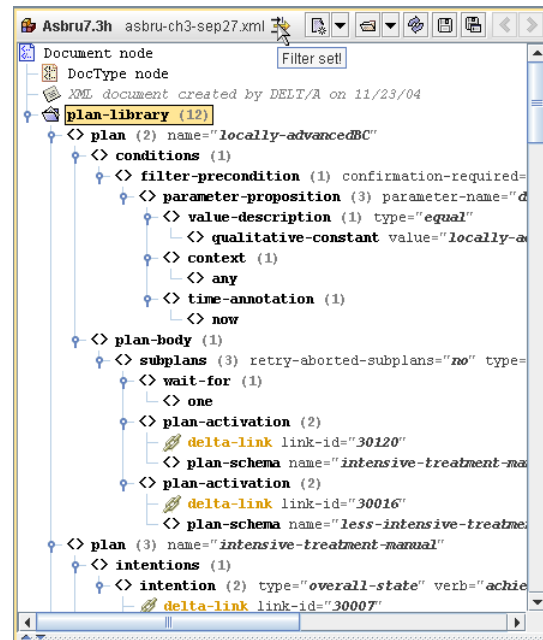 Asbru7.3h asbru-ch3-sep27.xml
Filter set!
Document node
DocType node
XML document created by DELT/A on 11/23/04
plan-library (12)
<> plan (2) name="locally-advancedBC"
<> conditions (1)
<> filter-precondition (1) confirmation-required=
<> parameter-proposition (3) parameter-name="d
<> value-description (1) type="equal"
<> qualitative-constant value="locally-a
<> context (1)
<> any
<> time-annotation (1)
<> now
<> plan-body (1)
<> subplans (3) retry-aborted-subplans="no" type=
<> wait-for (1)
<> one
<> plan-activation (2)
delta-link link-id="30120"
<> plan-schema name="intensive-treatment-ma
<> plan-activation (2)
delta-link link-id="30016"
<> plan-schema name="less-intensive-treatme
<> plan (3) name="intensive-treatment-manual"
<> intentions (1)
<> intention (2) type="overall-state" verb="achie
delta-link link-id="30007"